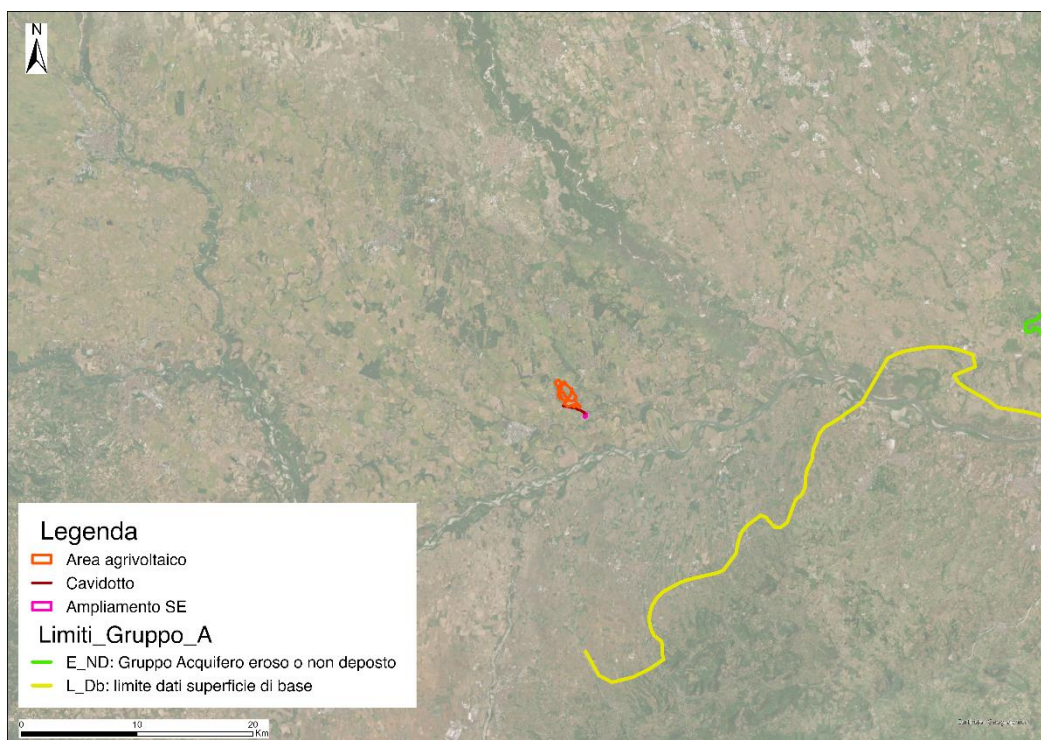 N
Legenda
Area agrivoltaico
Cavidotto
Ampliamento SE
Limiti_Gruppo_A
E_ND: Gruppo Acquifero eroso o non deposto
L_Db: limite dati superficie di base
0 10 20
Km